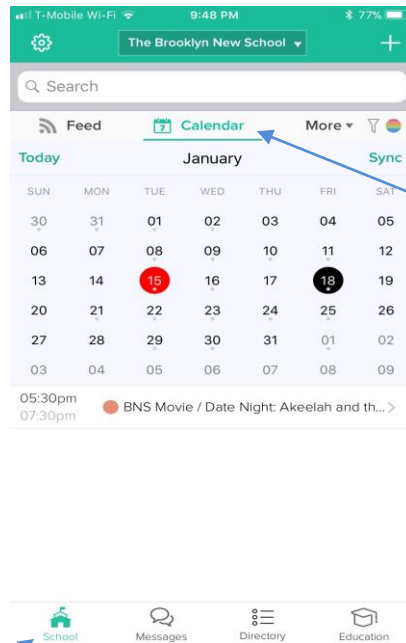 T-Mobile Wi-Fi 9:48 PM 77%
The Brooklyn New School
Search
Feed 7 Calendar More
Today January Sync
SUN MON TUE WED THU FRI SAT
30 31 01 02 03 04 05
06 07 08 09 10 11 12
13 14 15 16 17 18 19
20 21 22 23 24 25 26
27 28 29 30 31 01 02
03 04 05 06 07 08 09
05:30pm
BNS Movie / Date Night: Akeelah and th...
07:30pm
School Messages Directory Education